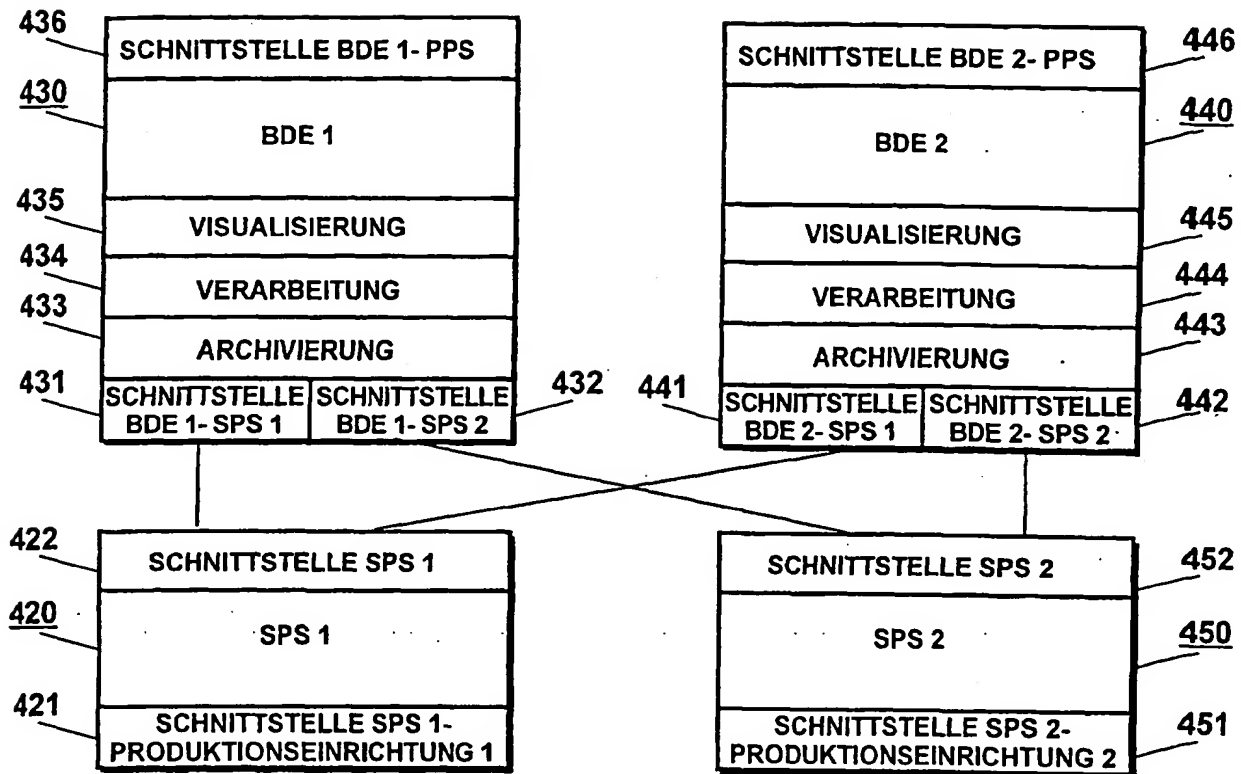 436
SCHNITTSTELLE BDE 1- PPS
430
BDE 1
435
VISUALISIERUNG
434
VERARBEITUNG
433
ARCHIVIERUNG
431
SCHNITTSTELLE
BDE 1- SPS 1
SCHNITTSTELLE
BDE 1- SPS 2
432
SCHNITTSTELLE BDE 2- PPS
446
BDE 2
440
VISUALISIERUNG
445
VERARBEITUNG
444
ARCHIVIERUNG
443
441
SCHNITTSTELLE
BDE 2- SPS 1
SCHNITTSTELLE
BDE 2- SPS 2
442
422
SCHNITTSTELLE SPS 1
420
SPS 1
421
SCHNITTSTELLE SPS 1-
PRODUKTIONSEINRICHTUNG 1
SCHNITTSTELLE SPS 2
452
SPS 2
450
SCHNITTSTELLE SPS 2-
PRODUKTIONSEINRICHTUNG 2
451